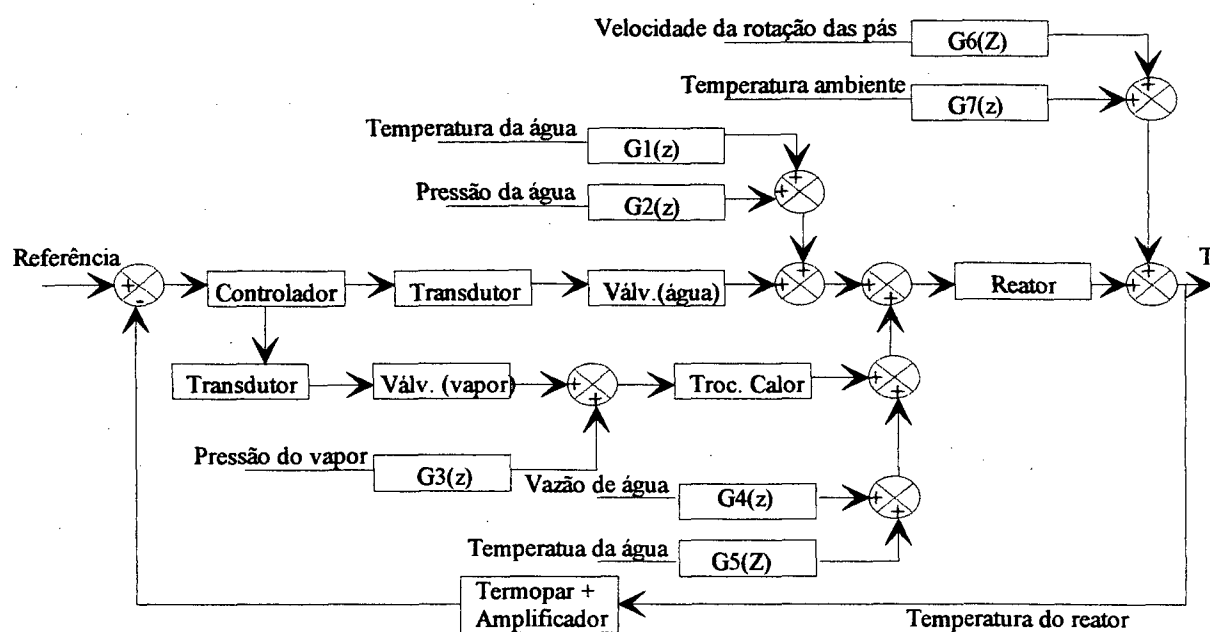 Velocidade da rotação das pás
G6(Z)
Temperatura ambiente
G7(z)
Temperatura da água
G1(z)
Pressão da água
G2(z)
Referência
Controlador
Transdutor
Válv.(água)
Reator
T
Transdutor
Válv. (vapor)
Troc. Calor
Pressão do vapor
G3(z)
Vazão de água
G4(z)
Temperatua da água
G5(Z)
Termopar +
Amplificador
Temperatura do reator
+
+
+
+
+
+
+
-
+
+
+
+
+
+
+
+
+
+
+
+